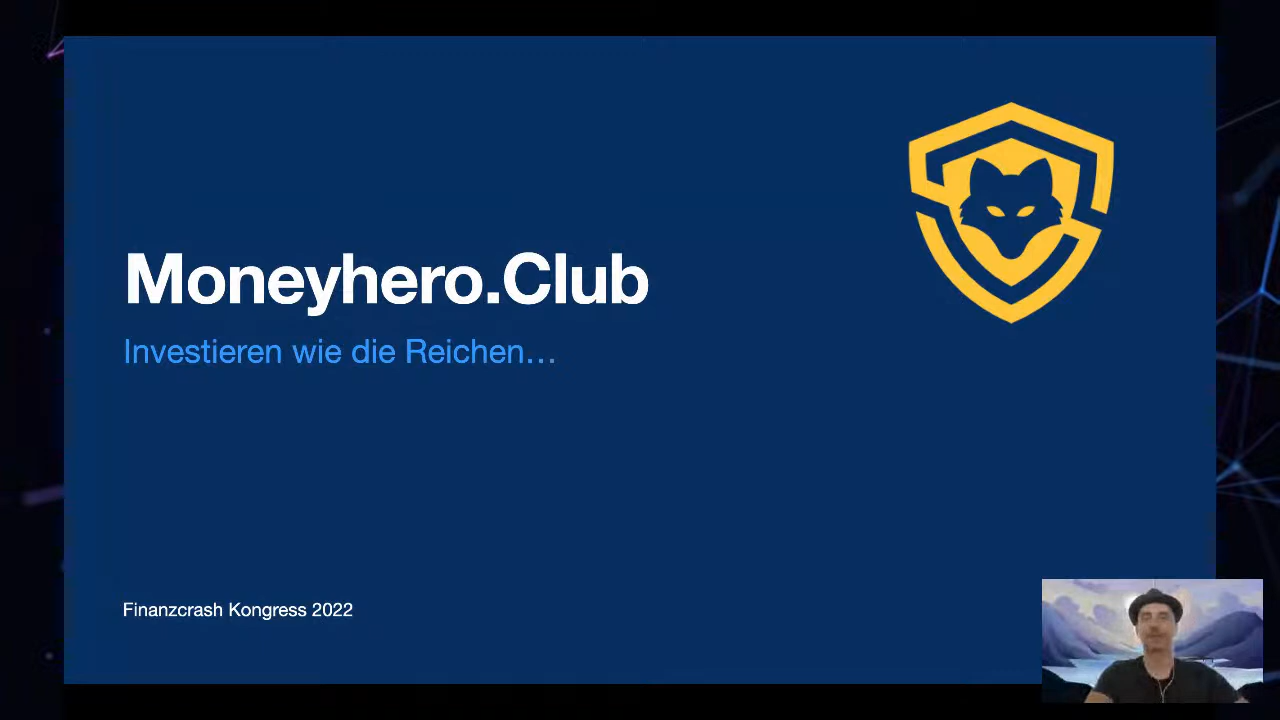 Moneyhero.Club
Investieren wie die Reichen…
Finanzcrash Kongress 2022